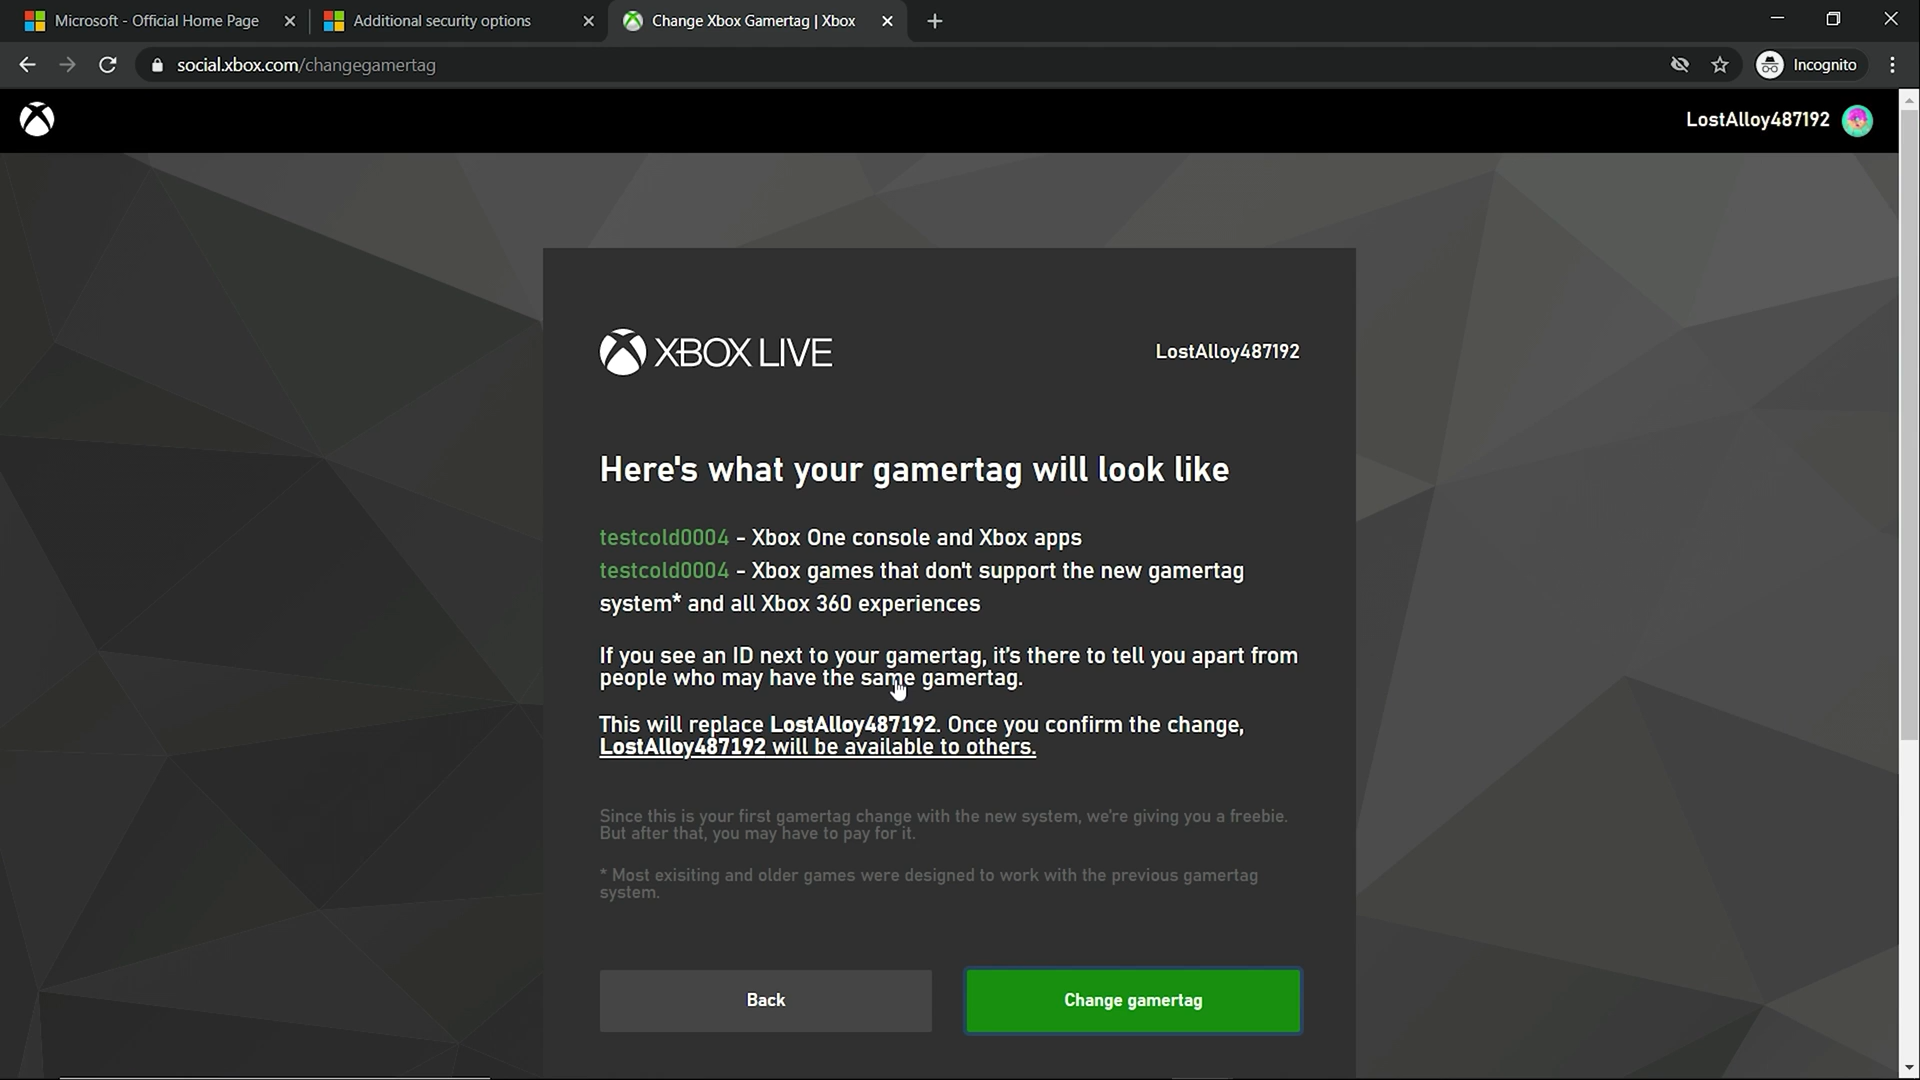 Microsoft - Official Home Page
Additional security options
Change Xbox Gamertag | Xbox
social.xbox.com/changegamertag
Incognito
LostAlloy487192
XBOX LIVE
LostAlloy487192
Here's what your gamertag will look like
testcold0004 - Xbox One console and Xbox apps
testcold0004 - Xbox games that don't support the new gamertag
system* and all Xbox 360 experiences
If you see an ID next to your gamertag, it's there to tell you apart from
people who may have the same gamertag.
This will replace LostAlloy487192. Once you confirm the change,
LostAlloy487192 will be available to others.
Since this is your first gamertag change with the new system, we're giving you a freebie.
But after that, you may have to pay for it.
* Most exisiting and older games were designed to work with the previous gamertag
system.
Back
Change gamertag